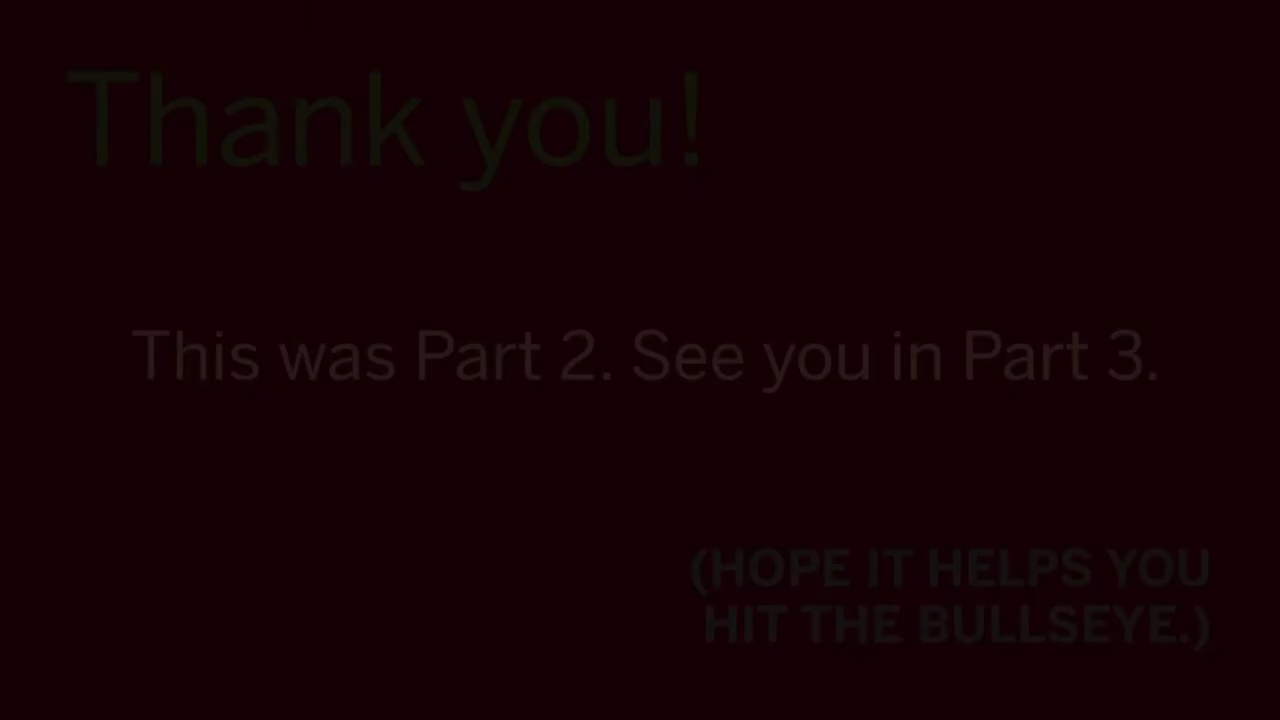 Thank you!
This was Part 2. See you in Part 3.
(HOPE IT HELPS YOU
HIT THE BULLSEYE.)